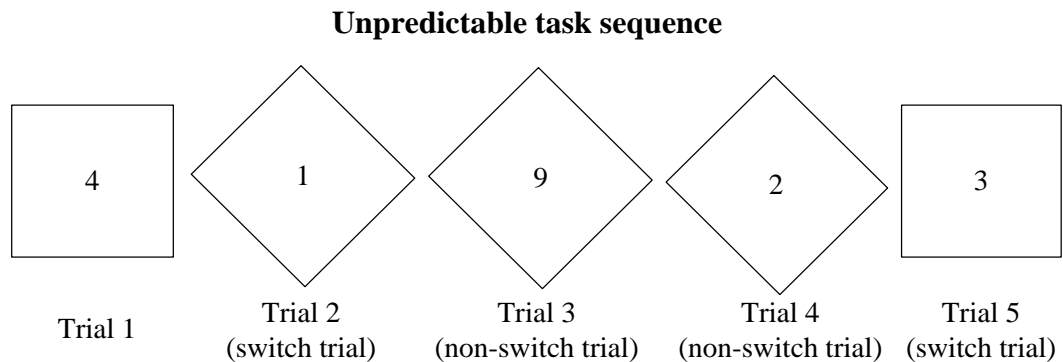 Unpredictable task sequence
4
1
9
2
3
Trial 1
Trial 2
(switch trial)
Trial 3
(non-switch trial)
Trial 4
(non-switch trial)
Trial 5
(switch trial)